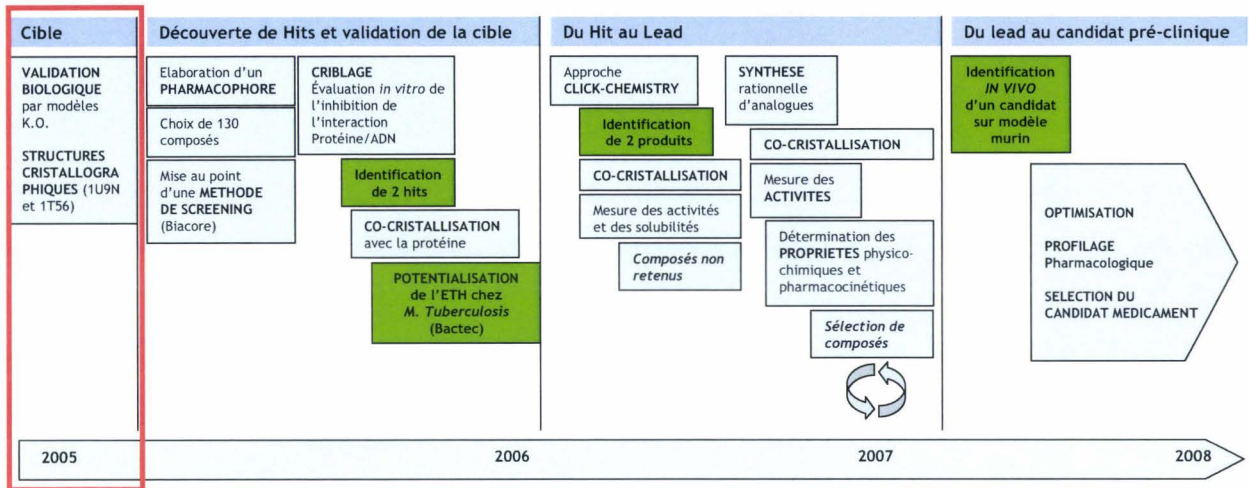 Cible
VALIDATION
BIOLOGIQUE
par modèles
K.O.
STRUCTURES
CRISTALLOGRA
PHIQUES (1U9N
et 1T56)
Découverte de Hits et validation de la cible
Elaboration d'un
PHARMACOPHORE
Choix de 130
composés
Mise au point
d'une METHODE
DE SCREENING
(Biacore)
CRIBLAGE
Évaluation in vitro de
l'inhibition de
l'interaction
Protéine/ADN
Identification
de 2 hits
CO-CRISTALLISATION
avec la protéine
POTENTIALISATION
de l'ETH chez
M. Tuberculosis
(Bactec)
Du Hit au Lead
Approche
CLICK-CHEMISTRY
Identification
de 2 produits
CO-CRISTALLISATION
Mesure des activités
et des solubilités
Composés non
retenus
SYNTHESE
rationnelle
d'analogues
CO-CRISTALLISATION
Mesure des
ACTIVITES
Détermination des
PROPRIETES physico-
chimiques et
pharmacocinétiques
Sélection de
composés
Du lead au candidat pré-clinique
Identification
IN VIVO
d'un candidat
sur modèle
murin
OPTIMISATION
PROFILAGE
Pharmacologique
SELECTION DU
CANDIDAT MEDICAMENT
2005
2006
2007
2008